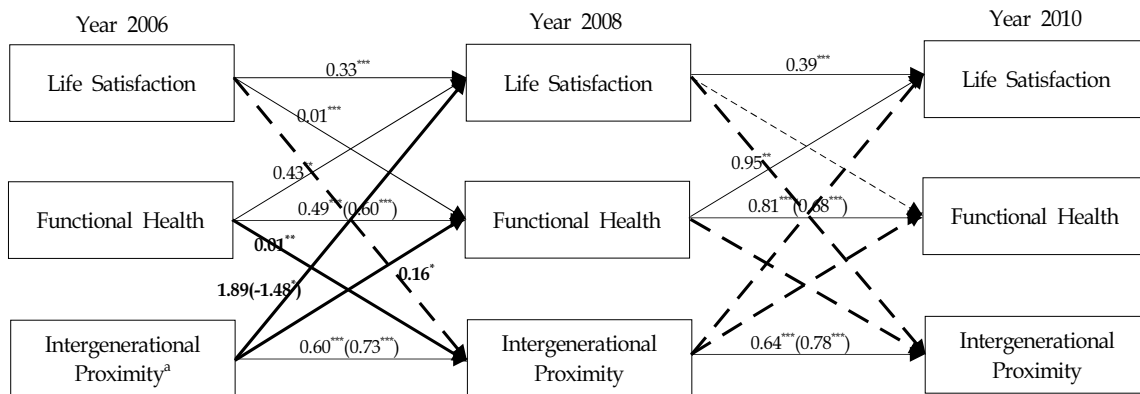 Year 2006
Year 2008
Year 2010
Life Satisfaction
0.33***
Life Satisfaction
0.39***
Life Satisfaction
0.01***
0.43**
0.95**
Functional Health
0.49***(0.60***)
Functional Health
0.81***(0.68***)
Functional Health
0.01**
0.16*
1.89(-1.48*)
Intergenerational
Proximityᵃ
0.60***(0.73***)
Intergenerational
Proximity
0.64***(0.78***)
Intergenerational
Proximity